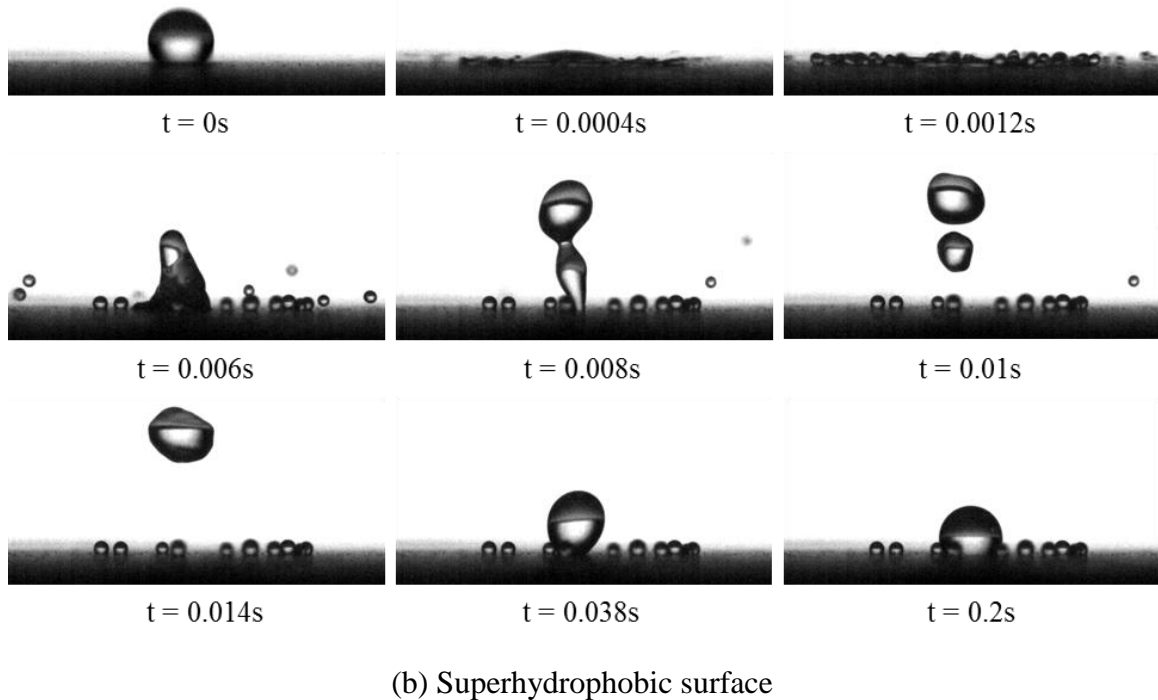 t = 0s
t = 0.0004s
t = 0.0012s
t = 0.006s
t = 0.008s
t = 0.01s
t = 0.014s
t = 0.038s
t = 0.2s
(b) Superhydrophobic surface